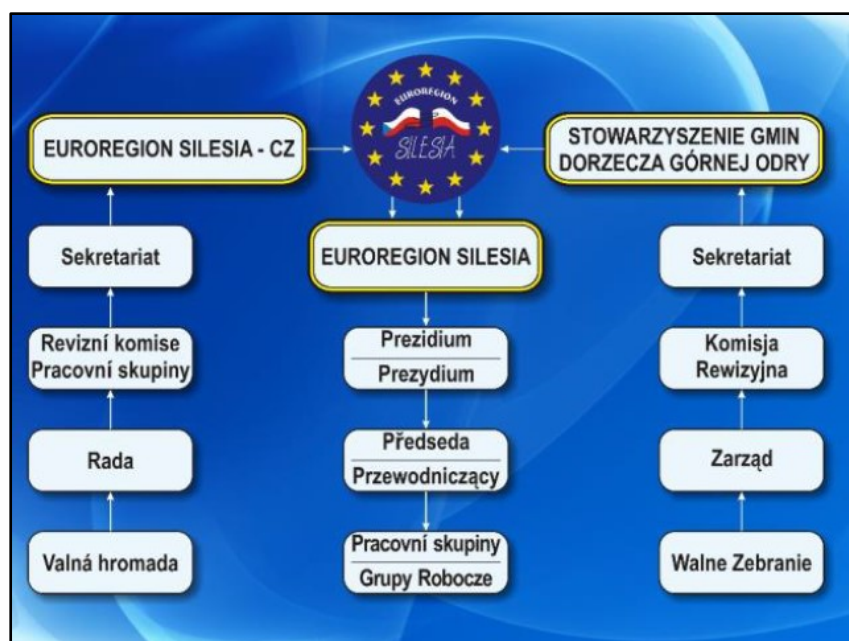 EUROREGION
SILESIA
EUROREGION SILESIA - CZ
STOWARZYSZENIE GMIN
DORZECZA GÓRNEJ ODRY
Sekretariat
EUROREGION SILESIA
Sekretariat
Revizní komise
Pracovní skupiny
Prezidium
Prezydium
Komisja
Rewizyjna
Rada
Předseda
Przewodniczący
Zarząd
Valná hromada
Pracovní skupiny
Grupy Robocze
Walne Zebranie